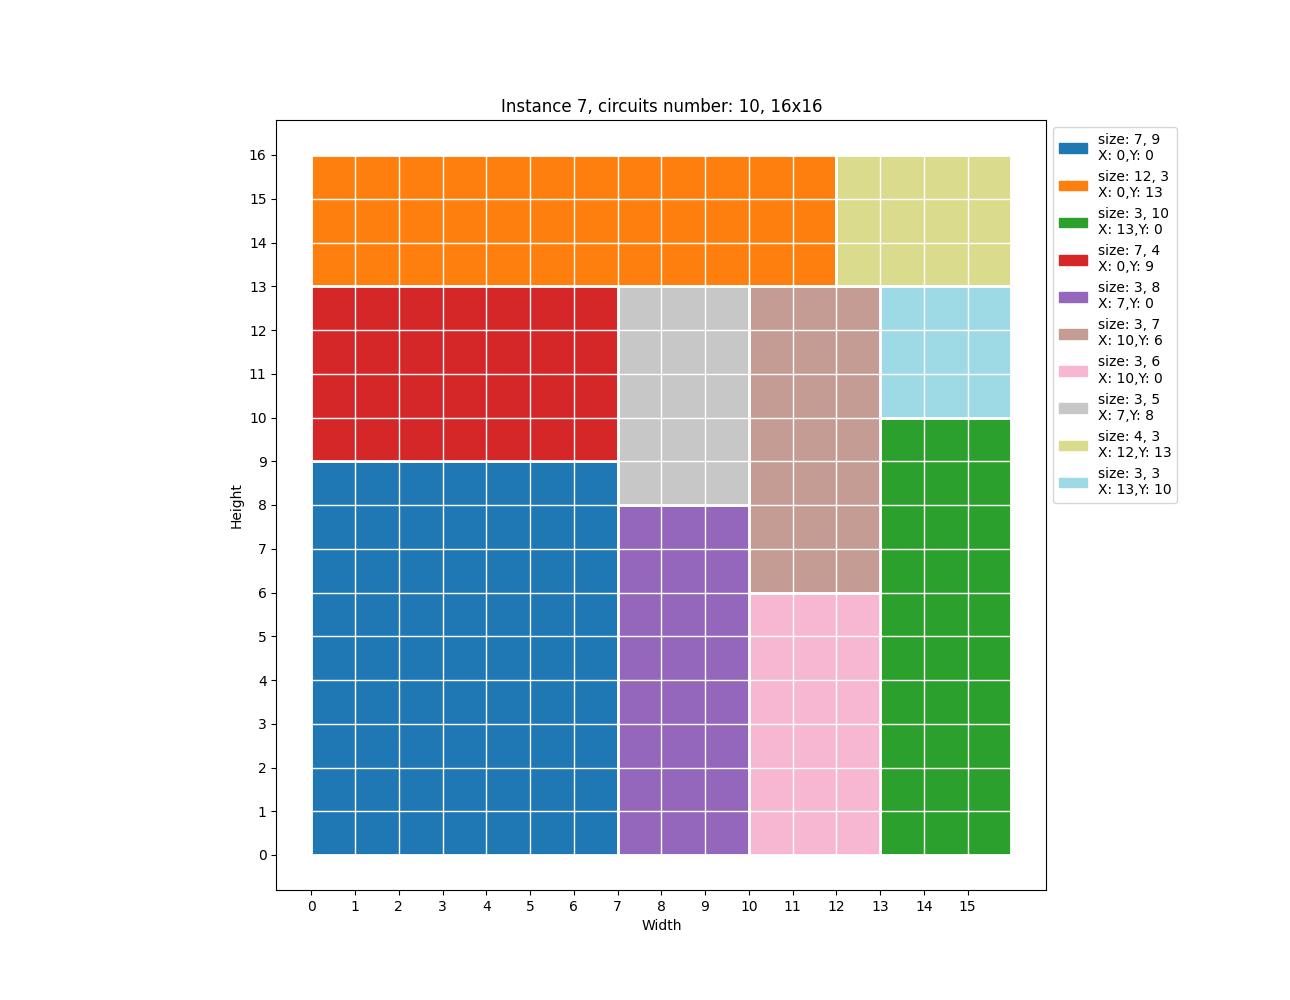 Instance 7, circuits number: 10, 16x16
16
15
14
13
12
11
10
9
8
7
6
5
4
3
2
1
0
Height
0 1 2 3 4 5 6 7 8 9 10 11 12 13 14 15
Width
size: 7, 9
X: 0,Y: 0
size: 12, 3
X: 0,Y: 13
size: 3, 10
X: 13,Y: 0
size: 7, 4
X: 0,Y: 9
size: 3, 8
X: 7,Y: 0
size: 3, 7
X: 10,Y: 6
size: 3, 6
X: 10,Y: 0
size: 3, 5
X: 7,Y: 8
size: 4, 3
X: 12,Y: 13
size: 3, 3
X: 13,Y: 10